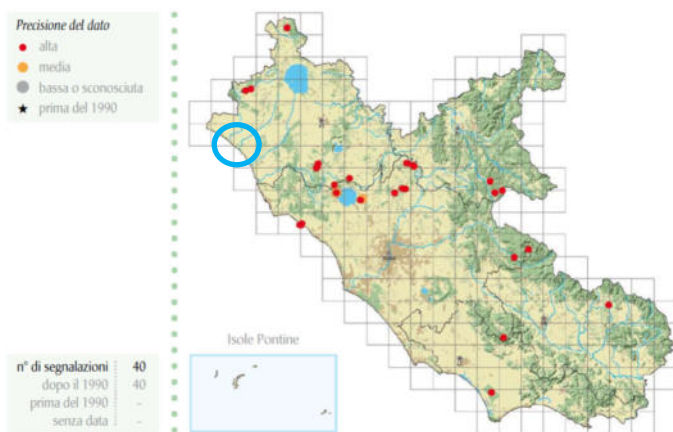 Precisione del dato
alta
media
bassa o sconosciuta
prima del 1990
Isole Pontine
n° di segnalazioni 40
dopo il 1990 40
prima del 1990 -
senza data -